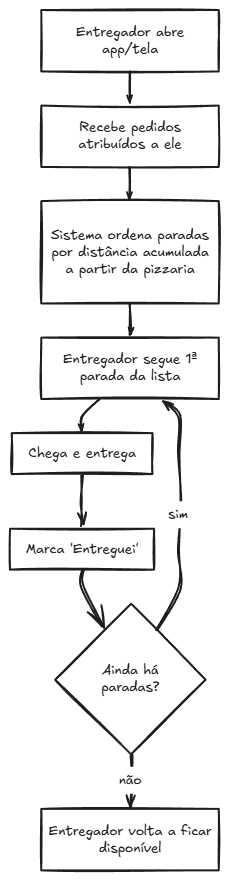 Entregador abre
app/tela
Recebe pedidos
atribuídos a ele
Sistema ordena paradas
por distância acumulada
a partir da pizzaria
Entregador segue 1ª
parada da lista
Chega e entrega
sim
Marca 'Entreguei'
Ainda há
paradas?
não
Entregador volta a ficar
disponível